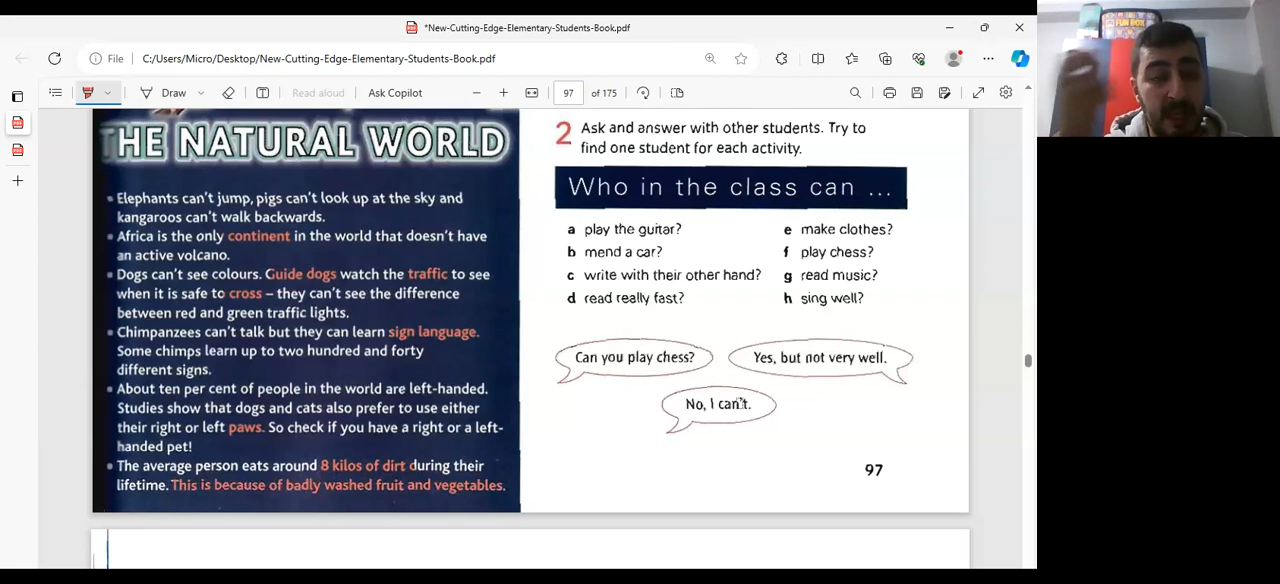 *New-Cutting-Edge-Elementary-Students-Book.pdf
File
C:/Users/Micro/Desktop/New-Cutting-Edge-Elementary-Students-Book.pdf
Draw
Read aloud
Ask Copilot
97
of 175
FUN BOX
THE NATURAL WORLD
• Elephants can't jump, pigs can't look up at the sky and
kangaroos can't walk backwards.
• Africa is the only continent in the world that doesn't have
an active volcano.
• Dogs can't see colours. Guide dogs watch the traffic to see
when it is safe to cross – they can't see the difference
between red and green traffic lights.
• Chimpanzees can't talk but they can learn sign language.
Some chimps learn up to two hundred and forty
different signs.
• About ten per cent of people in the world are left-handed.
Studies show that dogs and cats also prefer to use either
their right or left paws. So check if you have a right or a left-
handed pet!
• The average person eats around 8 kilos of dirt during their
lifetime. This is because of badly washed fruit and vegetables.
2 Ask and answer with other students. Try to
find one student for each activity.
Who in the class can ...
a play the guitar?
b mend a car?
c write with their other hand?
d read really fast?
e make clothes?
f play chess?
g read music?
h sing well?
Can you play chess?
Yes, but not very well.
No, I can't.
97